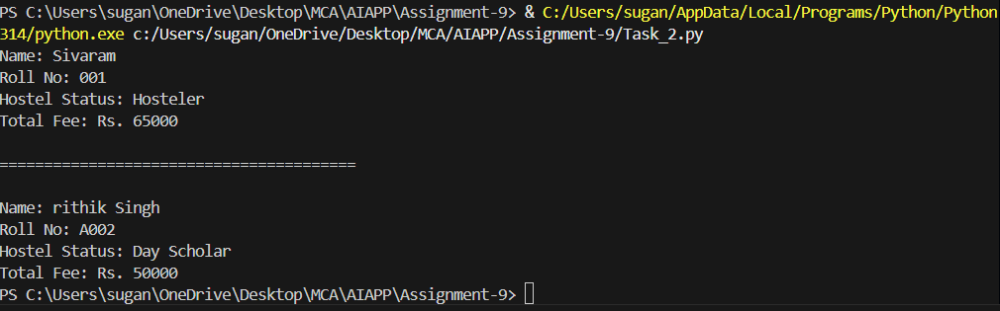 PS C:\Users\sugan\OneDrive\Desktop\MCA\AIAPP\Assignment-9> & C:/Users/sugan/AppData/Local/Programs/Python/Python
314/python.exe c:/Users/sugan/OneDrive/Desktop/MCA/AIAPP/Assignment-9/Task_2.py
Name: Sivaram
Roll No: 001
Hostel Status: Hosteler
Total Fee: Rs. 65000
========================================
Name: rithik Singh
Roll No: A002
Hostel Status: Day Scholar
Total Fee: Rs. 50000
PS C:\Users\sugan\OneDrive\Desktop\MCA\AIAPP\Assignment-9>